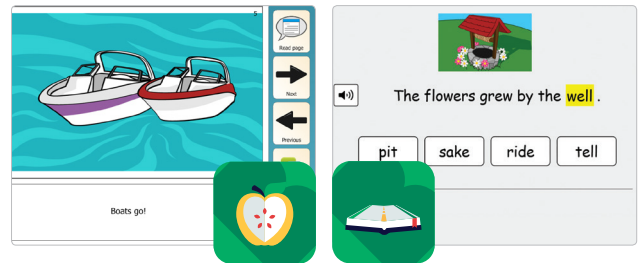 5
Read page
Next
Previous
Boats go!
The flowers grew by the well .
pit sake ride tell